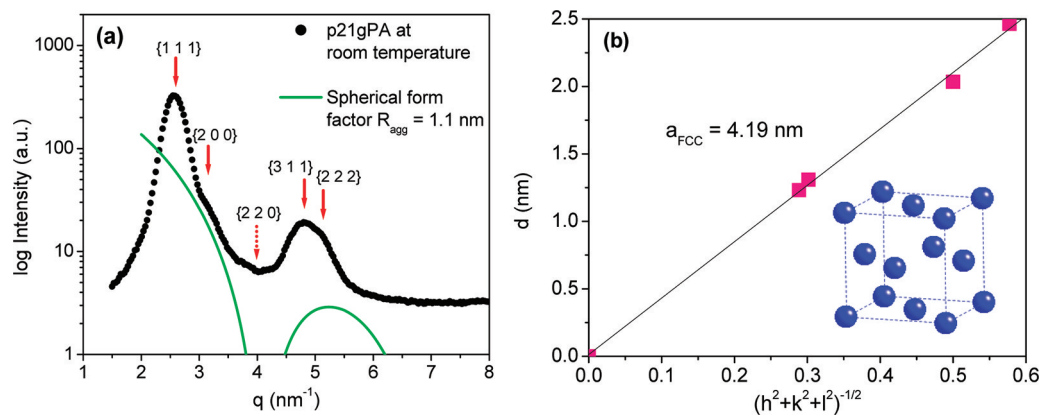 (a)
p21gPA at
room temperature
Spherical form
factor R_agg = 1.1 nm
{1 1 1}
{2 0 0}
{2 2 0}
{3 1 1}
{2 2 2}
log Intensity (a.u.)
1000
100
10
1
1 2 3 4 5 6 7 8
q (nm⁻¹)
(b)
a_FCC = 4.19 nm
d (nm)
2.5
2.0
1.5
1.0
0.5
0.0
0.0 0.1 0.2 0.3 0.4 0.5 0.6
(h²+k²+l²)⁻¹/²